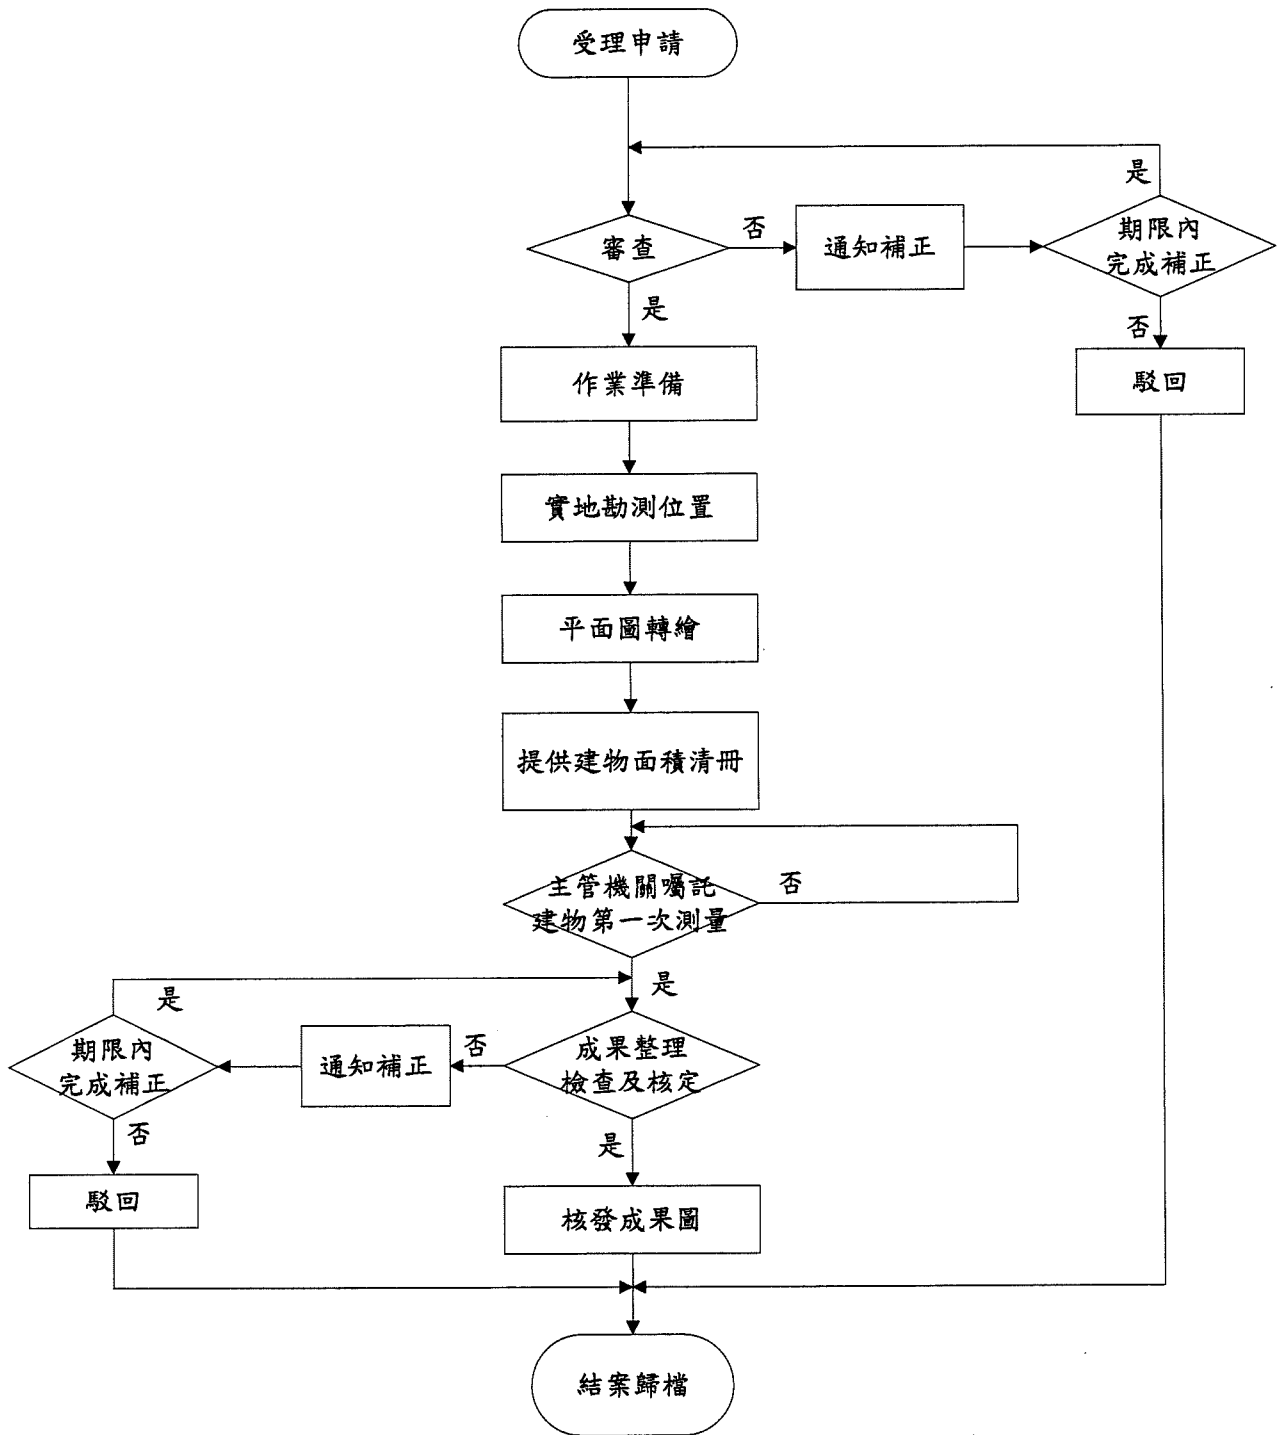 受理申請
是
審查
否
通知補正
期限內
完成補正
是
否
作業準備
駁回
實地勘測位置
平面圖轉繪
提供建物面積清冊
主管機關囑託
建物第一次測量
否
是
是
期限內
完成補正
通知補正
否
成果整理
檢查及核定
否
是
駁回
核發成果圖
結案歸檔